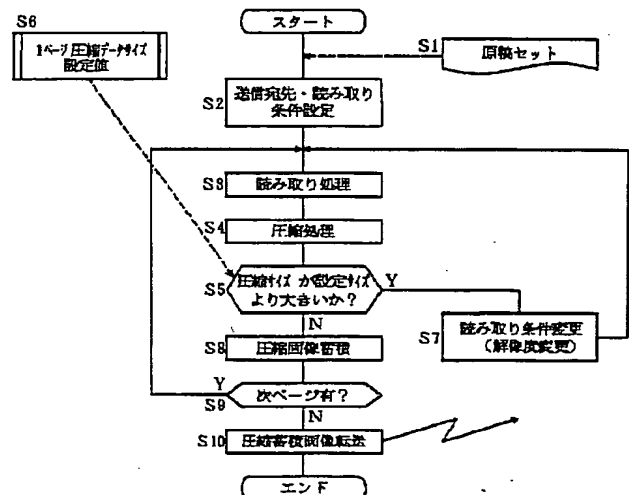 S6
1ページ圧縮データサイズ
設定値
スタート
S1
原稿セット
S2
送信宛先・読み取り
条件設定
S3
読み取り処理
S4
圧縮処理
S5
圧縮サイズ が設定サイズ
より大きいか?
Y
N
S7
読み取り条件変更
(解像度変更)
S8
圧縮画像蓄積
Y
S9
次ページ有?
N
S10
圧縮蓄積画像転送
エンド